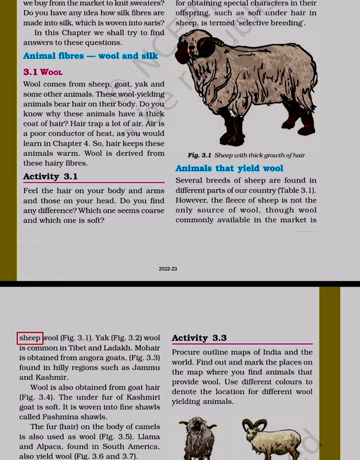 we buy from the market to knit sweaters?
Do you have any idea how silk fibres are
made into silk, which is woven into saris?
In this Chapter we shall try to find
answers to these questions.
Animal fibres — wool and silk
3.1 WOOL
Wool comes from sheep, goat, yak and
some other animals. These wool-yielding
animals bear hair on their body. Do you
know why these animals have a thick
coat of hair? Hair trap a lot of air. Air is
a poor conductor of heat, as you would
learn in Chapter 4. So, hair keeps these
animals warm. Wool is derived from
these hairy fibres.
Activity 3.1
Feel the hair on your body and arms
and those on your head. Do you find
any difference? Which one seems coarse
and which one is soft?
for obtaining special characters in their
offspring, such as soft under hair in
sheep, is termed 'selective breeding'.
Fig. 3.1 Sheep with thick growth of hair
Animals that yield wool
Several breeds of sheep are found in
different parts of our country (Table 3.1).
However, the fleece of sheep is not the
only source of wool, though wool
commonly available in the market is
2022-23
sheep wool (Fig. 3.1). Yak (Fig. 3.2) wool
is common in Tibet and Ladakh. Mohair
is obtained from angora goats, (Fig. 3.3)
found in hilly regions such as Jammu
and Kashmir.
Wool is also obtained from goat hair
(Fig. 3.4). The under fur of Kashmiri
goat is soft. It is woven into fine shawls
called Pashmina shawls.
The fur (hair) on the body of camels
is also used as wool (Fig. 3.5). Llama
and Alpaca, found in South America,
also yield wool (Fig. 3.6 and 3.7).
Activity 3.3
Procure outline maps of India and the
world. Find out and mark the places on
the map where you find animals that
provide wool. Use different colours to
denote the location for different wool
yielding animals.